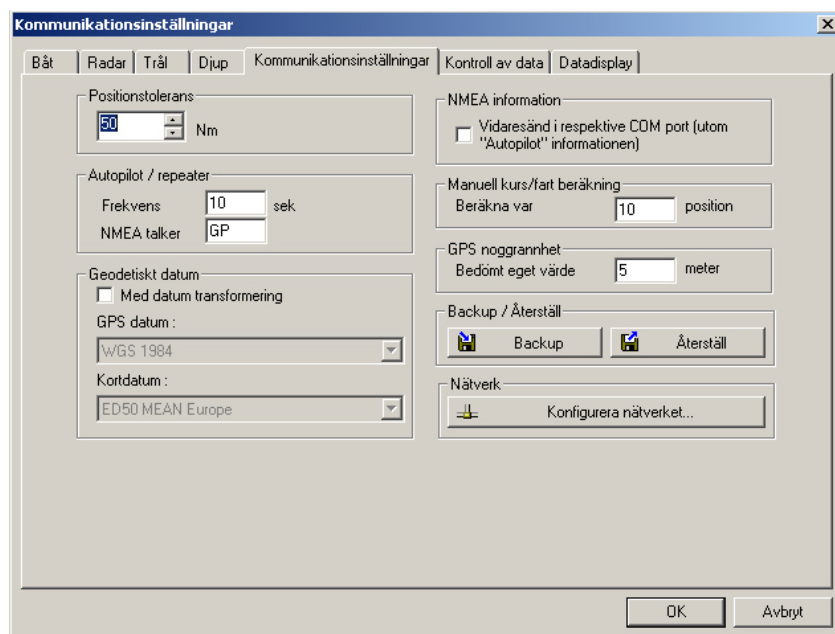 Kommunikationsinställningar
Båt
Radar
Trål
Djup
Kommunikationsinställningar
Kontroll av data
Datadisplay
Positionstolerans
50 Nm
Autopilot / repeater
Frekvens 10 sek
NMEA talker GP
Geodetiskt datum
Med datum transformering
GPS datum :
WGS 1984
Kortdatum :
ED50 MEAN Europe
NMEA information
Vidaresänd i respektive COM port (utom
"Autopilot" informationen)
Manuell kurs/fart beräkning
Beräkna var 10 position
GPS noggrannhet
Bedömt eget värde 5 meter
Backup / Återställ
Backup
Återställ
Nätverk
Konfigurera nätverket...
OK
Avbryt